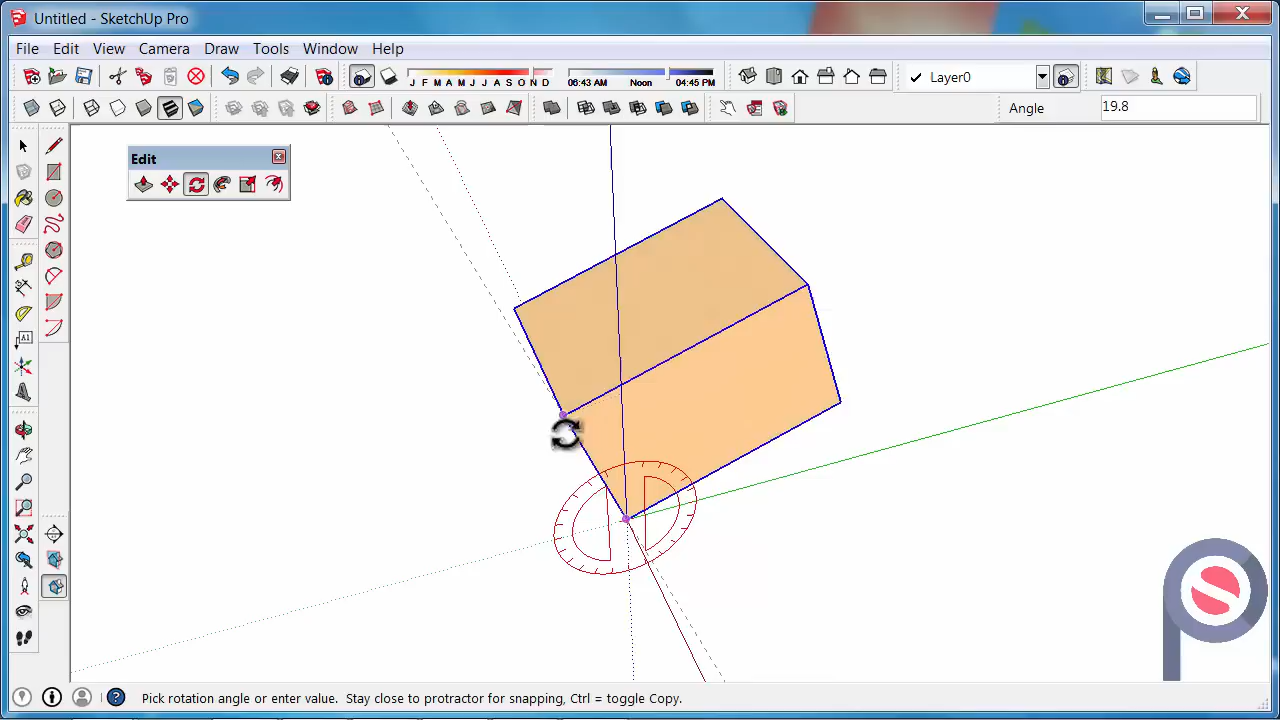 Untitled - SketchUp Pro
File Edit View Camera Draw Tools Window Help
J F M A M J J A S O N D 06:43 AM Noon 04:45 PM Layer0
Angle 19.8
Edit
A1
Pick rotation angle or enter value. Stay close to protractor for snapping, Ctrl = toggle Copy.